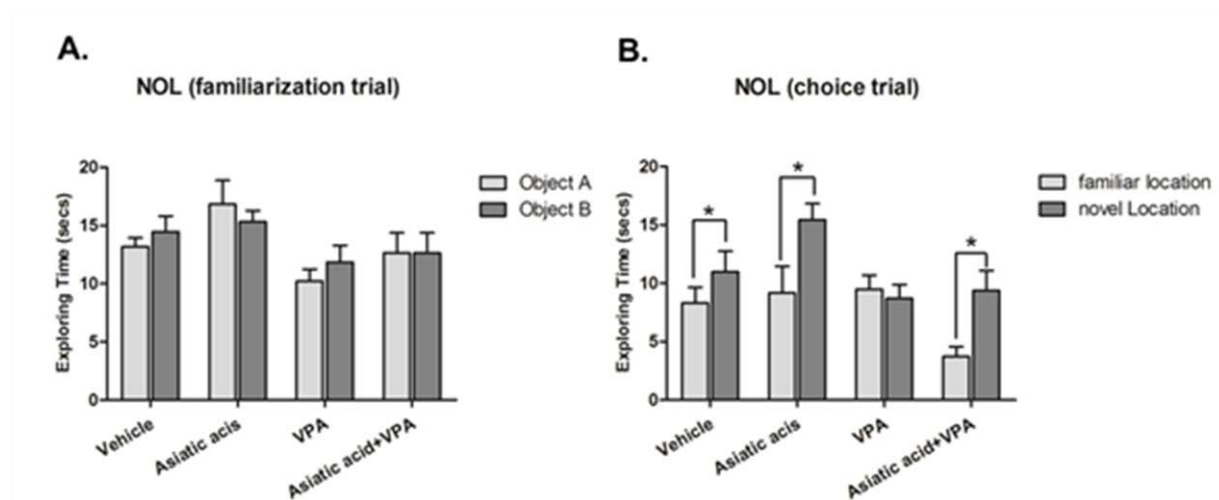 A.
NOL (familiarization trial)
Exploring Time (secs)
20
15
10
5
0
Vehicle
Asiatic acis
VPA
Asiatic acid+VPA
Object A
Object B
B.
NOL (choice trial)
Exploring Time (secs)
20
15
10
5
0
*
*
*
Vehicle
Asiatic acis
VPA
Asiatic acid+VPA
familiar location
novel Location